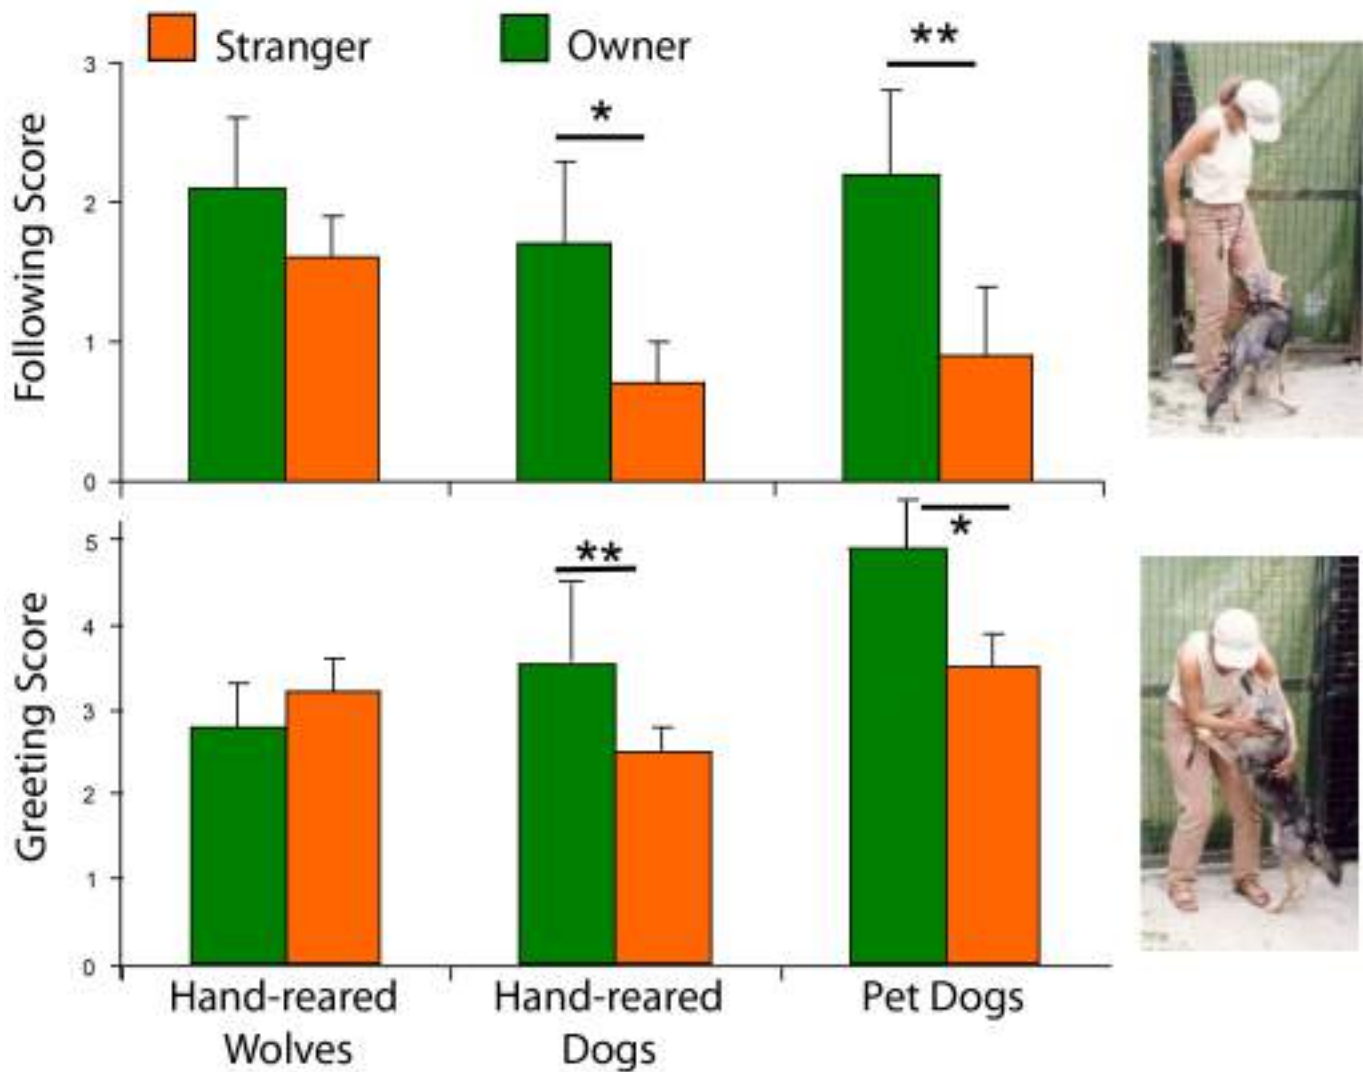 Stranger Owner
Following Score
3
2
1
0
*
**
Greeting Score
5
4
3
2
1
0
**
*
Hand-reared Wolves
Hand-reared Dogs
Pet Dogs